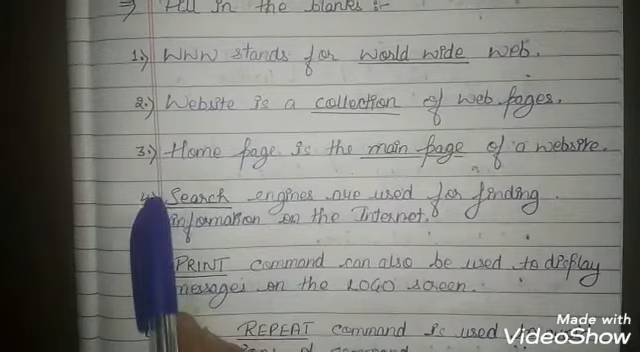 ⇒ Fill in the blanks :-
1.) WWW stands for world wide web.
2.) Website is a collection of web pages.
3.) Home page is the main page of a website.
4.) Search engines are used for finding
information on the Internet.
PRINT command can also be used to display
messages on the LOGO screen.
REPEAT command is used to
of command
Made with
VideoShow